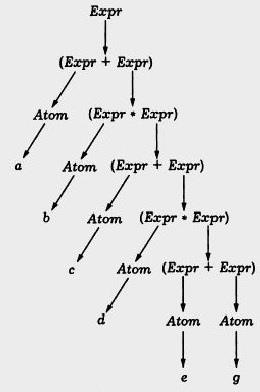 Expr
(Expr + Expr)
Atom (Expr * Expr)
a Atom (Expr + Expr)
b Atom (Expr * Expr)
c Atom (Expr + Expr)
d Atom Atom
e g